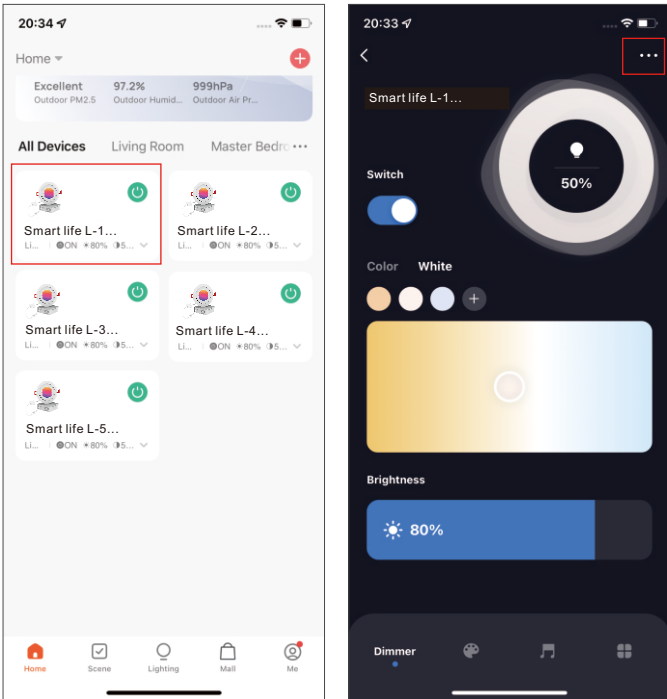 20:34
Home
Excellent 97.2% 999hPa
Outdoor PM2.5 Outdoor Humid... Outdoor Air Pr...
All Devices Living Room Master Bedro
Smart life L-1... Smart life L-2...
Li... ON 80% 5... Li... ON 80% 5...
Smart life L-3... Smart life L-4...
Li... ON 80% 5... Li... ON 80% 5...
Smart life L-5...
Li... ON 80% 5...
Home Scene Lighting Mall Me
20:33
Smart life L-1...
50%
Switch
Color White
Brightness
80%
Dimmer